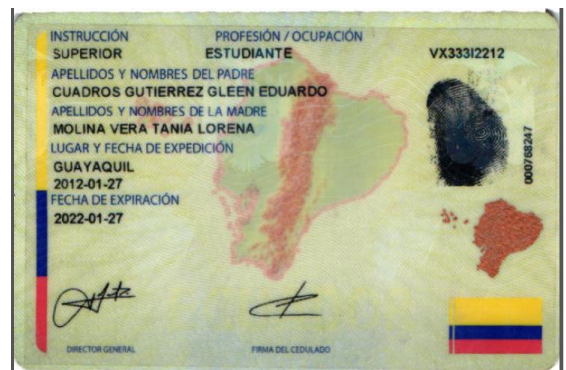 INSTRUCCIÓN PROFESIÓN / OCUPACIÓN
SUPERIOR ESTUDIANTE VX333I2212
APELLIDOS Y NOMBRES DEL PADRE
CUADROS GUTIERREZ GLEEN EDUARDO
APELLIDOS Y NOMBRES DE LA MADRE
MOLINA VERA TANIA LORENA
LUGAR Y FECHA DE EXPEDICIÓN
GUAYAQUIL
2012-01-27
FECHA DE EXPIRACIÓN
2022-01-27
000768247
DIRECTOR GENERAL FIRMA DEL CEDULADO